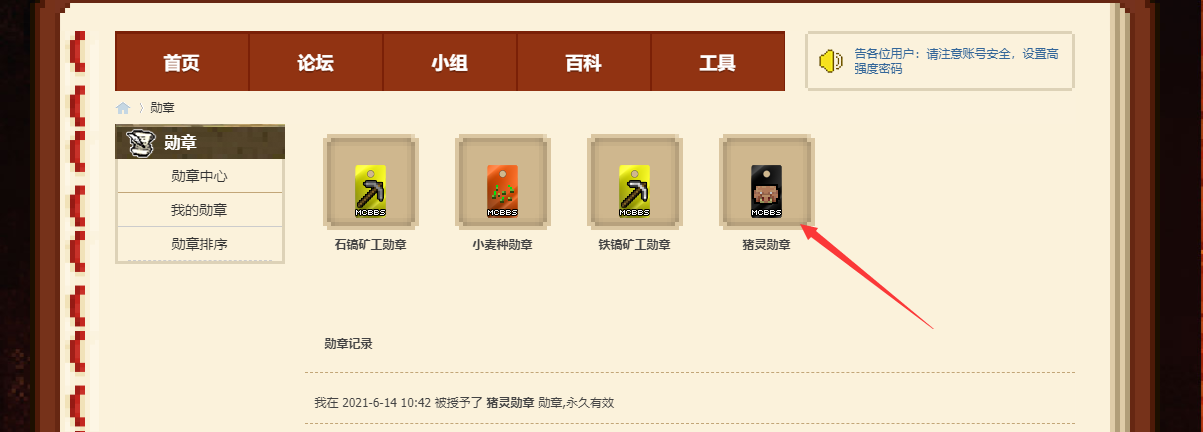 首页
论坛
小组
百科
工具
告各位用户：请注意账号安全，设置高
强度密码
勋章
勋章
勋章中心
我的勋章
勋章排序
MCBBS
MCBBS
MCBBS
MCBBS
石镐矿工勋章
小麦种勋章
铁镐矿工勋章
猪灵勋章
勋章记录
我在 2021-6-14 10:42 被授予了 猪灵勋章 勋章,永久有效